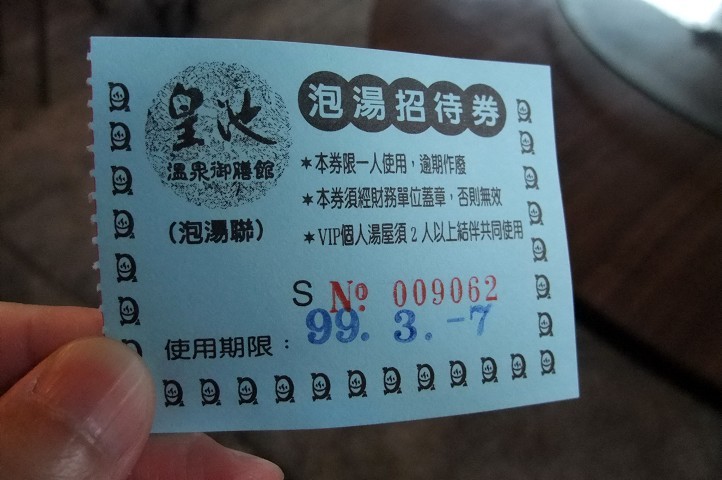 皇池
溫泉御膳館
(泡湯聯)
泡湯招待券
*本券限一人使用，逾期作廢
*本券須經財務單位蓋章，否則無效
*VIP個人湯屋須2人以上結伴共同使用
S No 009062
使用期限：99. 3. -7